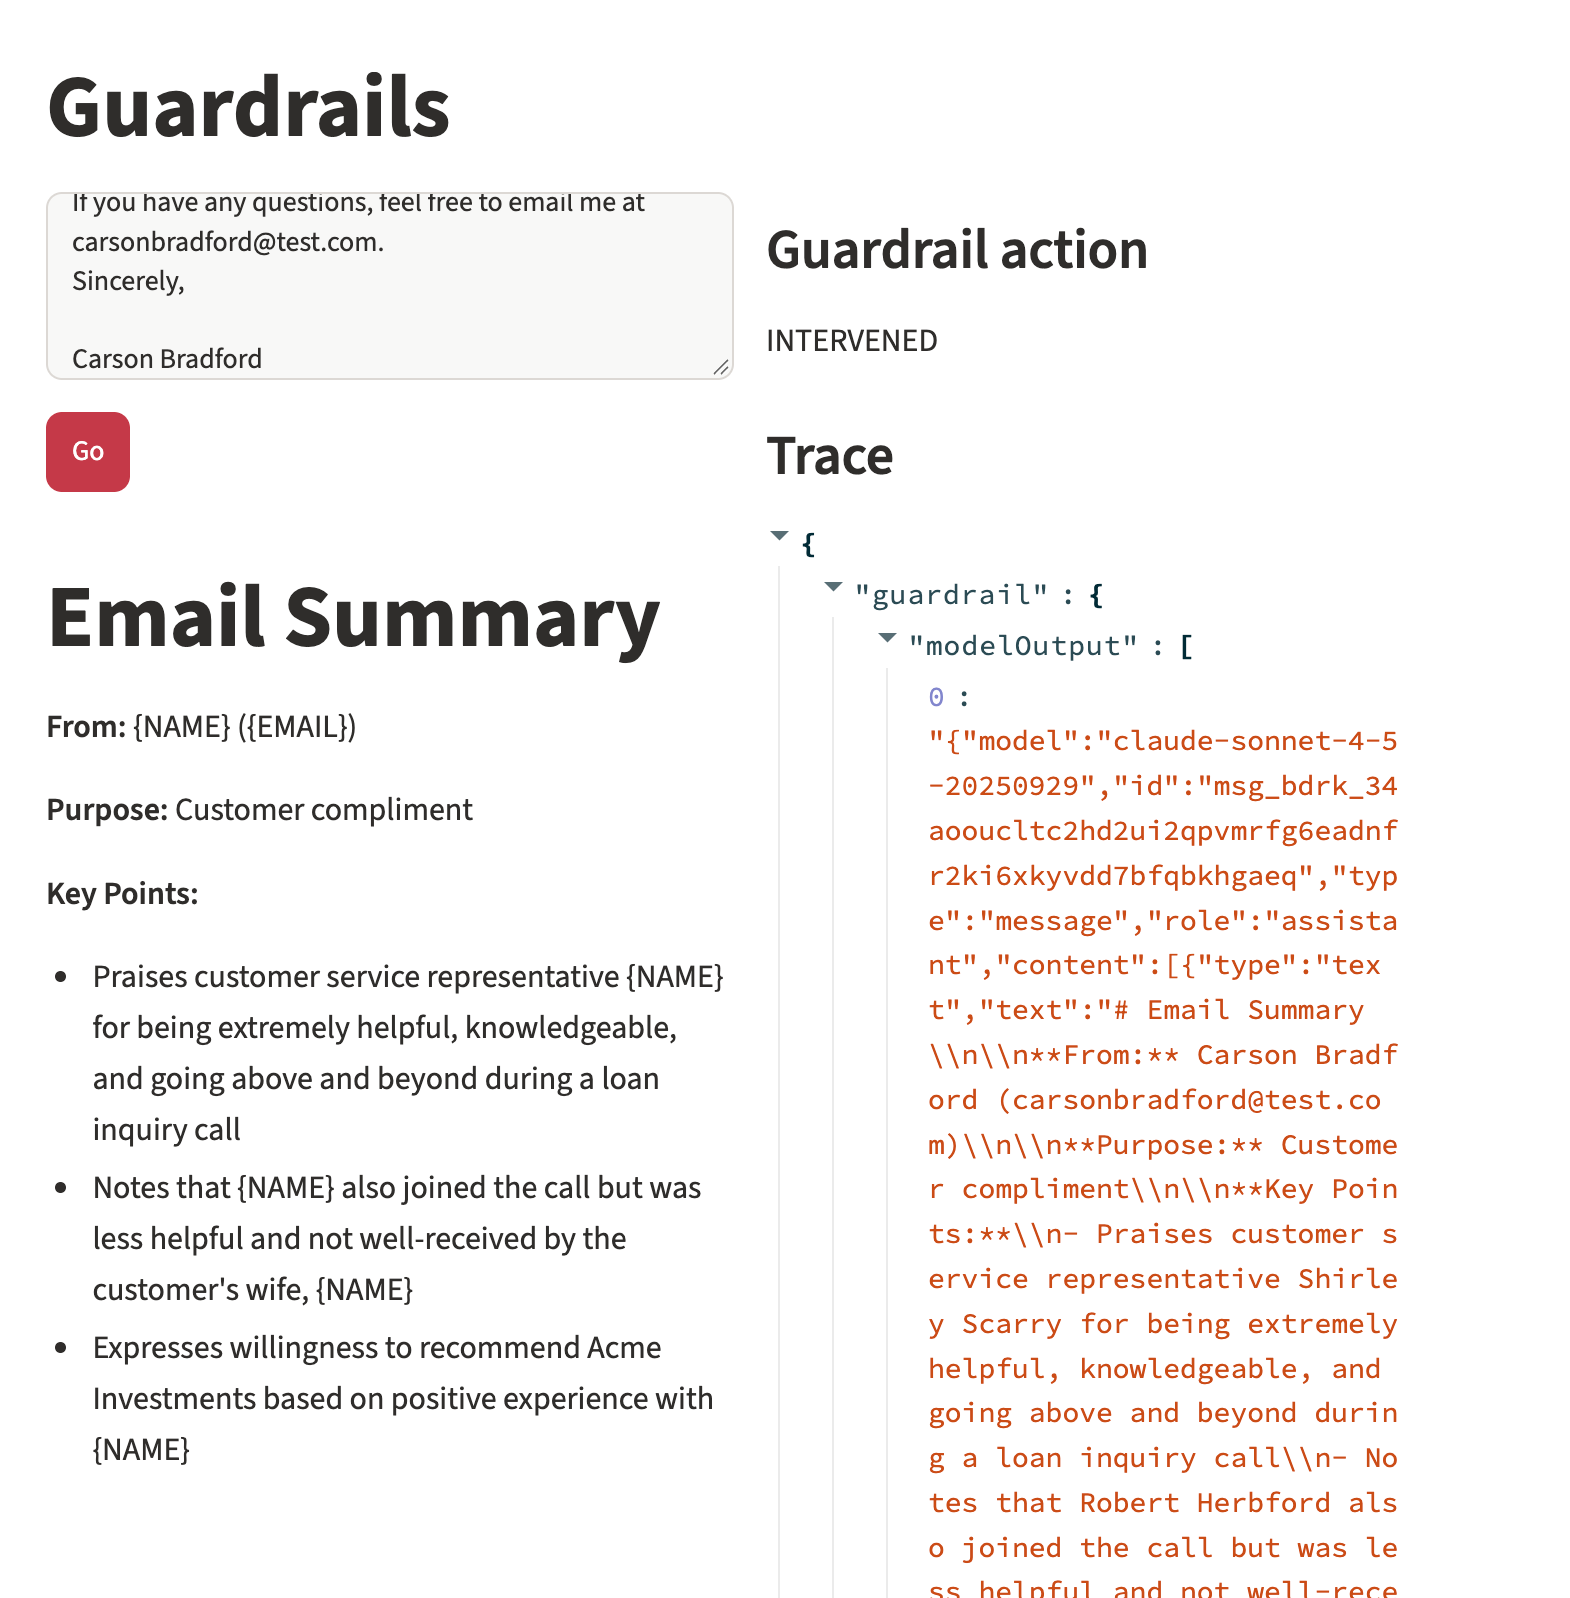 Guardrails
If you have any questions, feel free to email me at
carsonbradford@test.com.
Sincerely,
Carson Bradford
Go
Email Summary
From: {NAME} ({EMAIL})
Purpose: Customer compliment
Key Points:
• Praises customer service representative {NAME}
for being extremely helpful, knowledgeable,
and going above and beyond during a loan
inquiry call
• Notes that {NAME} also joined the call but was
less helpful and not well-received by the
customer's wife, {NAME}
• Expresses willingness to recommend Acme
Investments based on positive experience with
{NAME}
Guardrail action
INTERVENED
Trace
{
"guardrail" : {
"modelOutput" : [
0 :
"{"model":"claude-sonnet-4-5
-20250929","id":"msg_bdrk_34
aooucltc2hd2ui2qpvmrfg6eadnf
r2ki6xkyvdd7bfqbkhgaeq","typ
e":"message","role":"assista
nt","content":[{"type":"tex
t","text":"# Email Summary
\\n\\n**From:** Carson Bradf
ord (carsonbradford@test.co
m)\\n\\n**Purpose:** Custome
r compliment\\n\\n**Key Poin
ts:**\\n- Praises customer s
ervice representative Shirle
y Scarry for being extremely
helpful, knowledgeable, and
going above and beyond durin
g a loan inquiry call\\n- No
tes that Robert Herbford als
o joined the call but was le
ss helpful and not well-rece